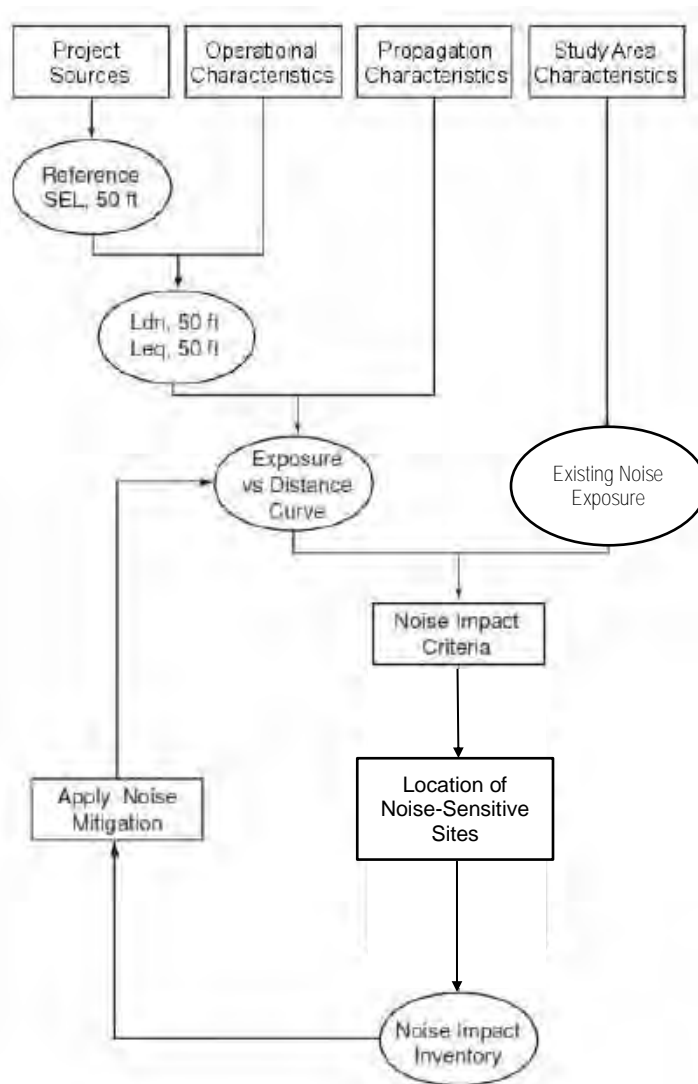 Project
Sources
Operatioinal
Characteristics
Propagation
Characteristics
Study Area
Characteristics
Reference
SEL, 50 ft
Ldn, 50 ft
Leq, 50 ft
Exposure
vs Distance
Curve
Existing Noise
Exposure
Noise Impact
Criteria
Location of
Noise-Sensitive
Sites
Apply Noise
Mitigation
Noise Impact
Inventory